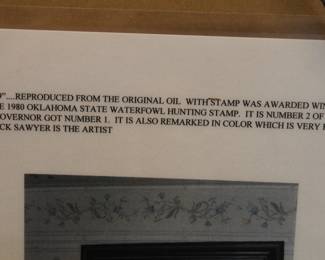 "....REPRODUCED FROM THE ORIGINAL OIL WITH STAMP WAS AWARDED
1980 OKLAHOMA STATE WATERFOWL HUNTING STAMP. IT IS NUMBER 2 OF
GOVERNOR GOT NUMBER 1. IT IS ALSO REMARKED IN COLOR WHICH IS VERY
SAWYER IS THE ARTIST